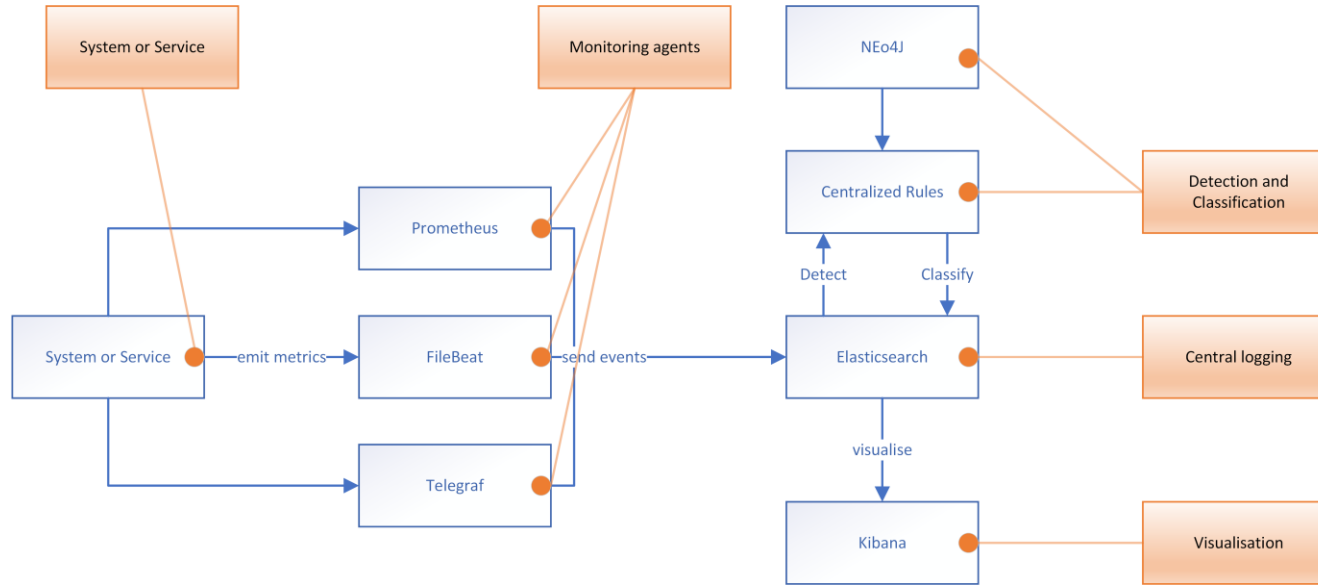 System or Service
Monitoring agents
NEo4J
Centralized Rules
Detection and
Classification
Prometheus
Detect
Classify
System or Service
emit metrics
FileBeat
send events
Elasticsearch
Central logging
visualise
Telegraf
Kibana
Visualisation